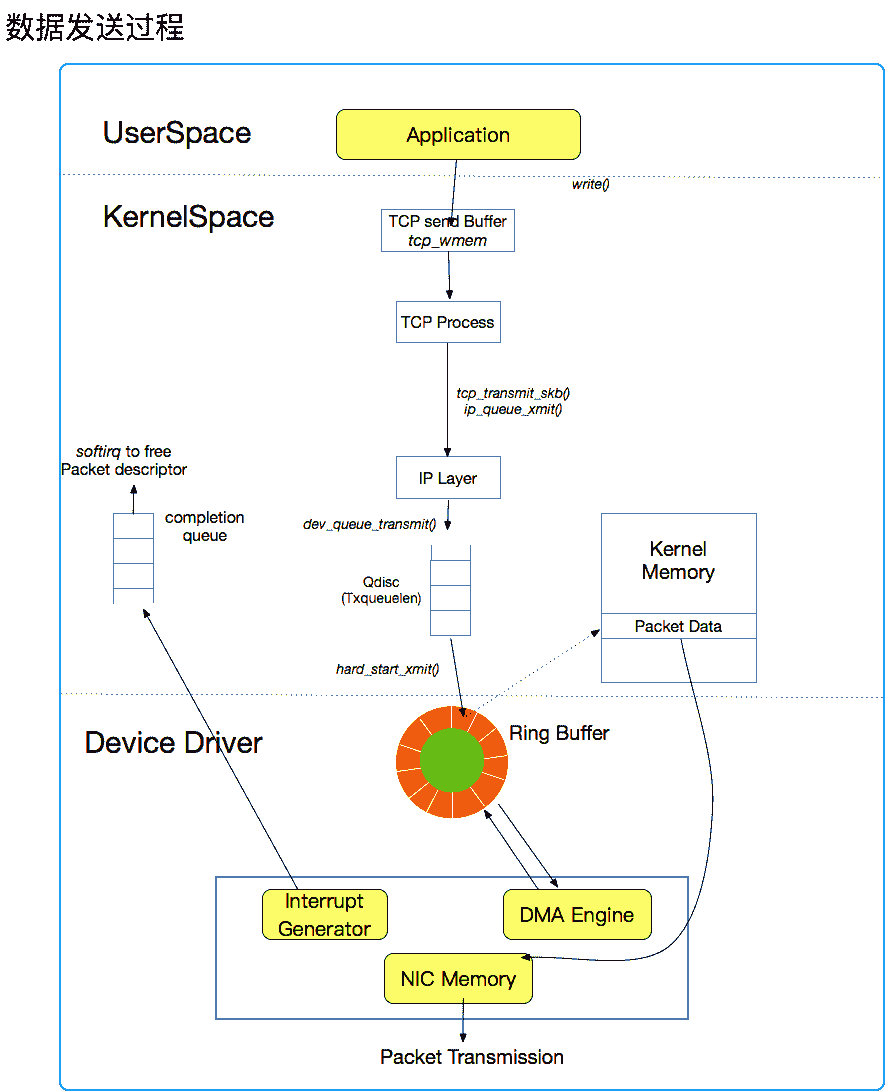 数据发送过程
UserSpace
Application
write()
KernelSpace
TCP send Buffer
tcp_wmem
TCP Process
tcp_transmit_skb()
ip_queue_xmit()
softirq to free
Packet descriptor
IP Layer
completion
queue
dev_queue_transmit()
Qdisc
(Txqueuelen)
Kernel
Memory
Packet Data
hard_start_xmit()
Device Driver
Ring Buffer
Interrupt
Generator
DMA Engine
NIC Memory
Packet Transmission